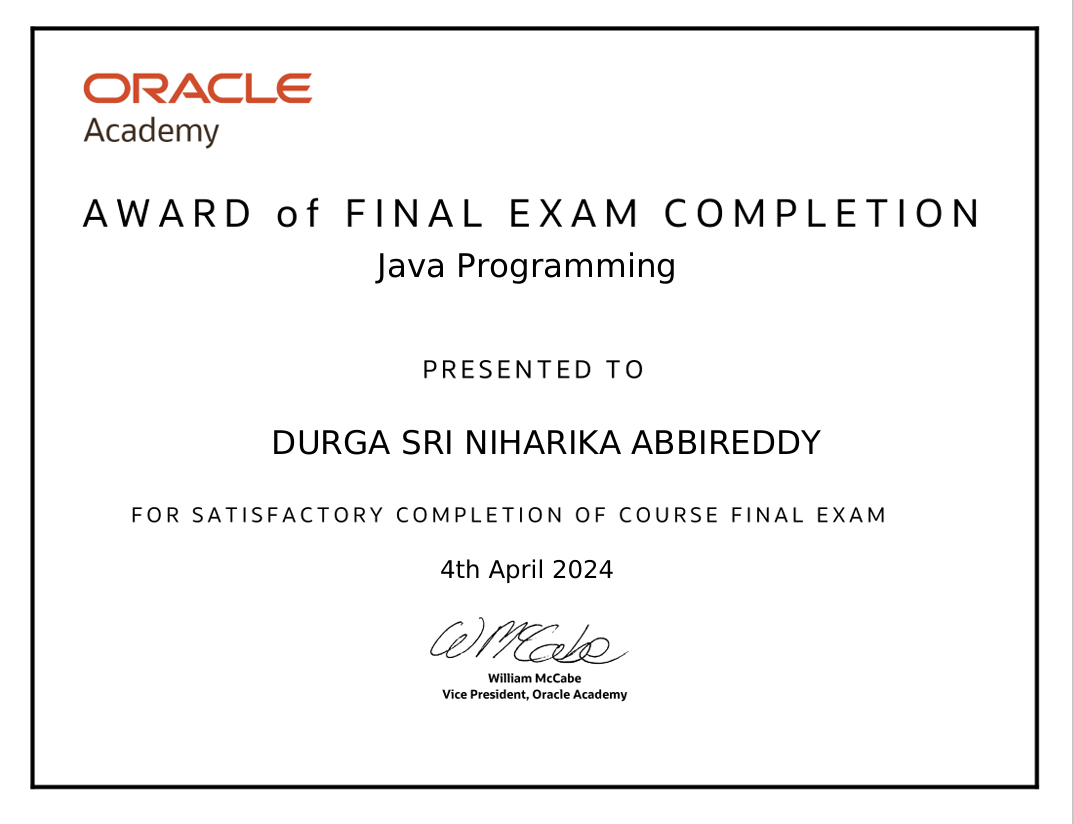 ORACLE
Academy
AWARD of FINAL EXAM COMPLETION
Java Programming
PRESENTED TO
DURGA SRI NIHARIKA ABBIREDDY
FOR SATISFACTORY COMPLETION OF COURSE FINAL EXAM
4th April 2024
W McCabe
William McCabe
Vice President, Oracle Academy